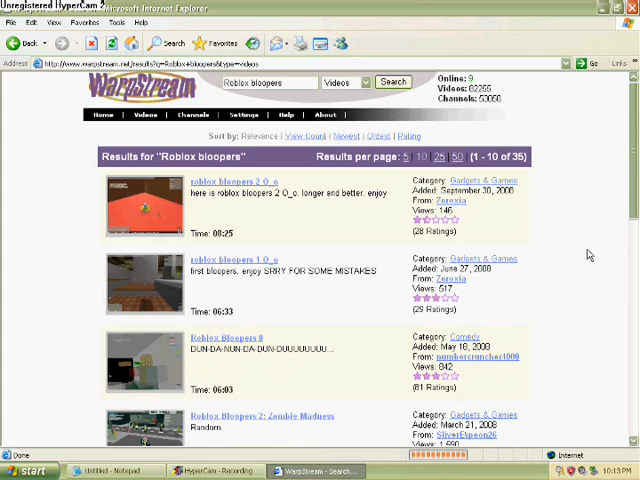 Unregistered HyperCam 2
Microsoft Internet Explorer
File Edit View Favorites Tools Help
Back Search Favorites
Address http://www.warpstream.net/results?q=Roblox+bloopers&type=videos Go Links
WarpStream
Roblox bloopers Videos Search
Online: 9
Videos: 82255
Channels: 53058
Home Videos Channels Settings Help About
Sort by: Relevance | View Count | Newest | Oldest | Rating
Results for "Roblox bloopers" Results per page: 5 | 10 | 25 | 50 (1 - 10 of 35)
roblox bloopers 2 O_o
here is roblox bloopers 2 O_o. longer and better. enjoy
Time: 08:25
Category: Gadgets & Games
Added: September 30, 2008
From: Zeroxia
Views: 146
(28 Ratings)
roblox bloopers 1 O_o
first bloopers. enjoy SRRY FOR SOME MISTAKES
Time: 06:33
Category: Gadgets & Games
Added: June 27, 2008
From: Zeroxia
Views: 517
(29 Ratings)
Roblox Bloopers 8
DUN-DA-NUN-DA-DUN-DUUUUUUUU...
Time: 06:03
Category: Comedy
Added: May 18, 2008
From: numbercruncher1000
Views: 842
(81 Ratings)
Roblox Bloopers 2: Zombie Madness
Random.
Category: Gadgets & Games
Added: March 21, 2008
From:
Views: 1,590
Done Internet
start Untitled - Notepad HyperCam - Recording WarpStream - Search... 10:13 PM